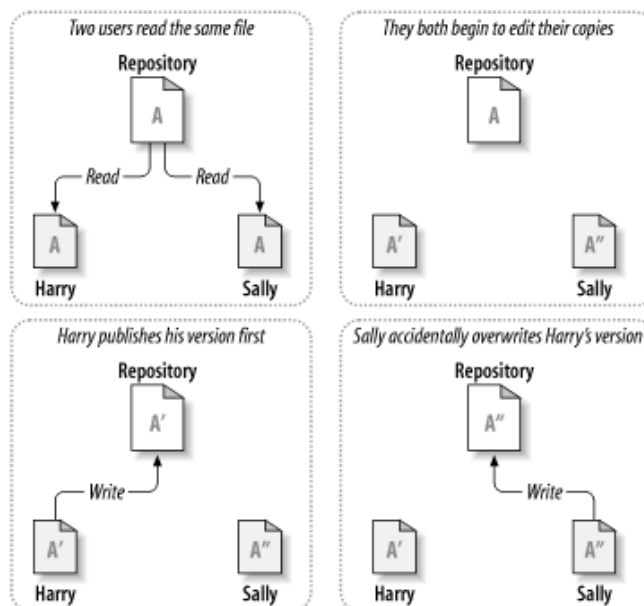 Two users read the same file
Repository
A
Read Read
A A
Harry Sally
They both begin to edit their copies
Repository
A
A′ A″
Harry Sally
Harry publishes his version first
Repository
A′
Write
A′ A″
Harry Sally
Sally accidentally overwrites Harry’s version
Repository
A″
Write
A′ A″
Harry Sally